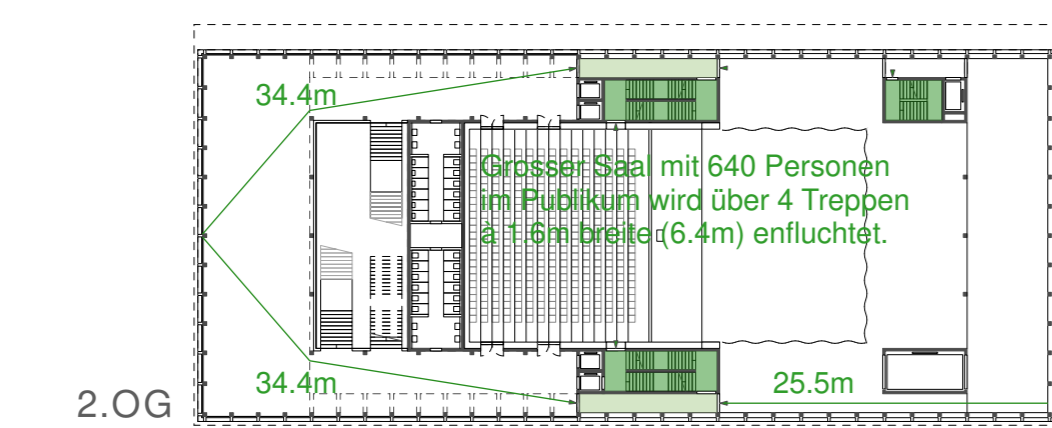 34.4m
Grosser Saal mit 640 Personen
im Publikum wird über 4 Treppen
à 1.6m breite (6.4m) enfluchtet.
34.4m
25.5m
2.OG